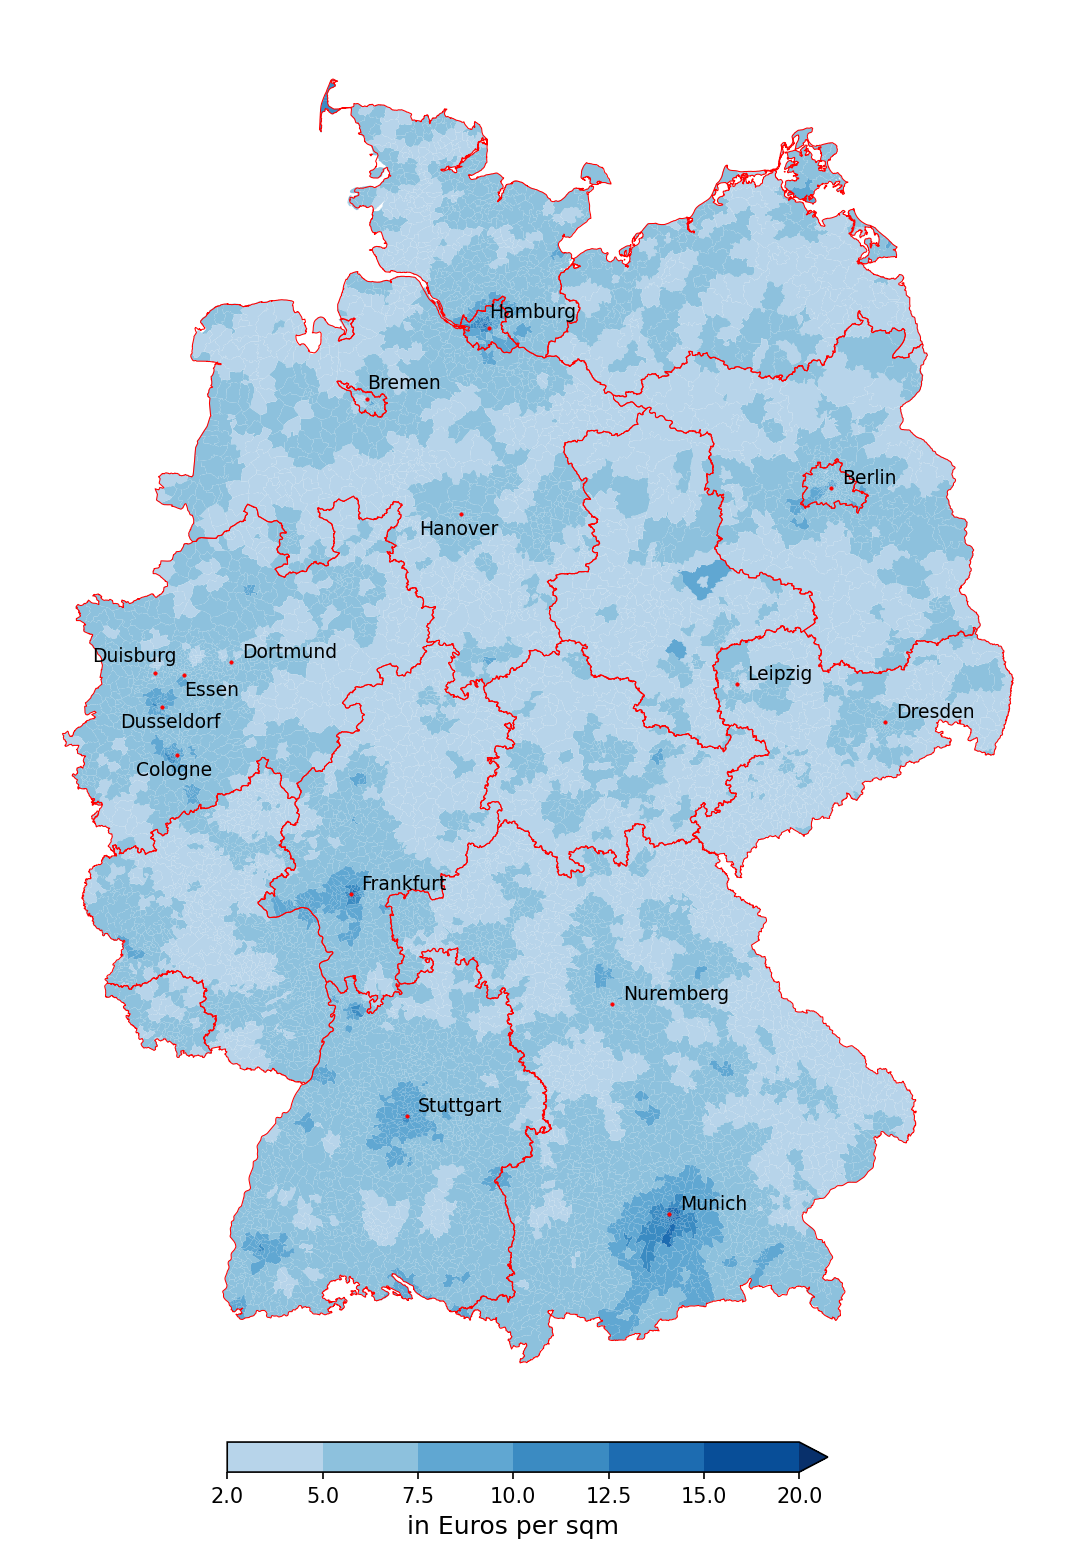 Hamburg
Bremen
Berlin
Hanover
Dortmund
Duisburg
Essen
Leipzig
Dusseldorf
Dresden
Cologne
Frankfurt
Nuremberg
Stuttgart
Munich
2.0 5.0 7.5 10.0 12.5 15.0 20.0
in Euros per sqm